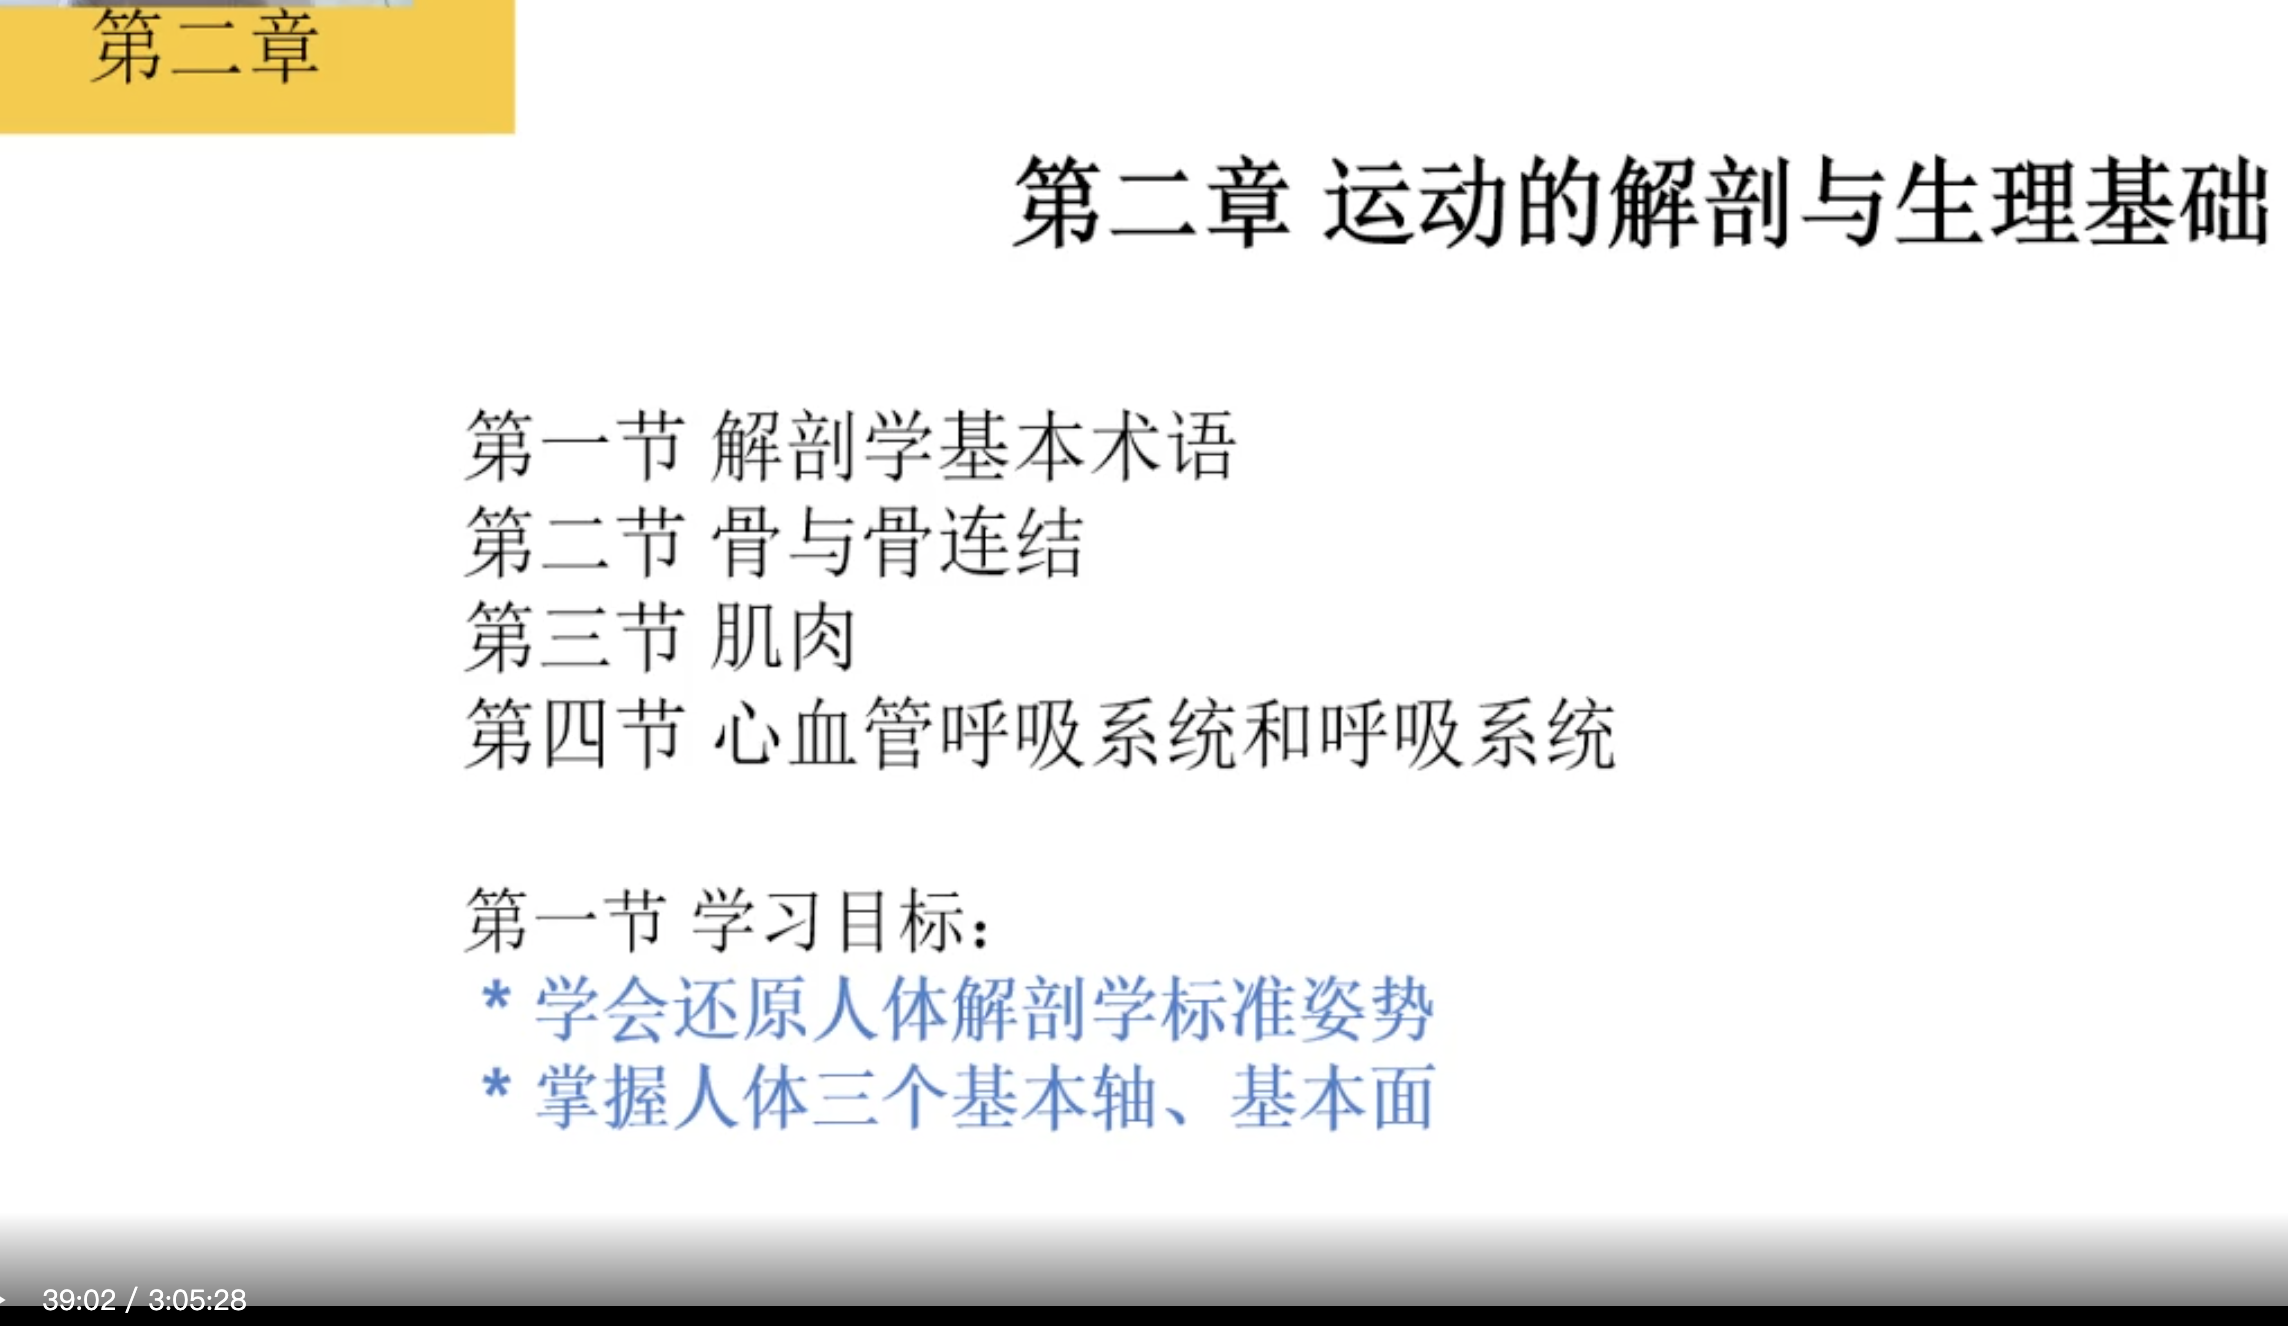 第二章
第二章 运动的解剖与生理基础
第一节 解剖学基本术语
第二节 骨与骨连结
第三节 肌肉
第四节 心血管呼吸系统和呼吸系统
第一节 学习目标：
* 学会还原人体解剖学标准姿势
* 掌握人体三个基本轴、基本面
39:02 / 3:05:28